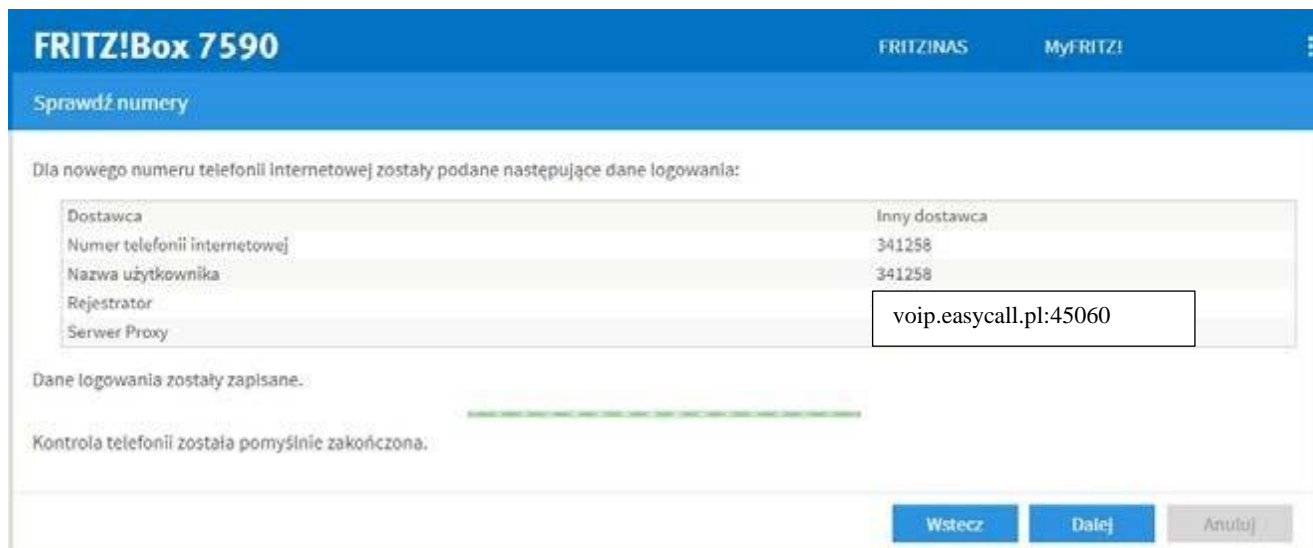 FRITZ!Box 7590 FRITZ!NAS MyFRITZ!
Sprawdź numery
Dla nowego numeru telefonii internetowej zostały podane następujące dane logowania:
Dostawca Inny dostawca
Numer telefonii internetowej 341258
Nazwa użytkownika 341258
Rejestrator voip.easycall.pl:45060
Serwer Proxy
Dane logowania zostały zapisane.
Kontrola telefonii została pomyślnie zakończona.
Wstecz Dalej Anuluj